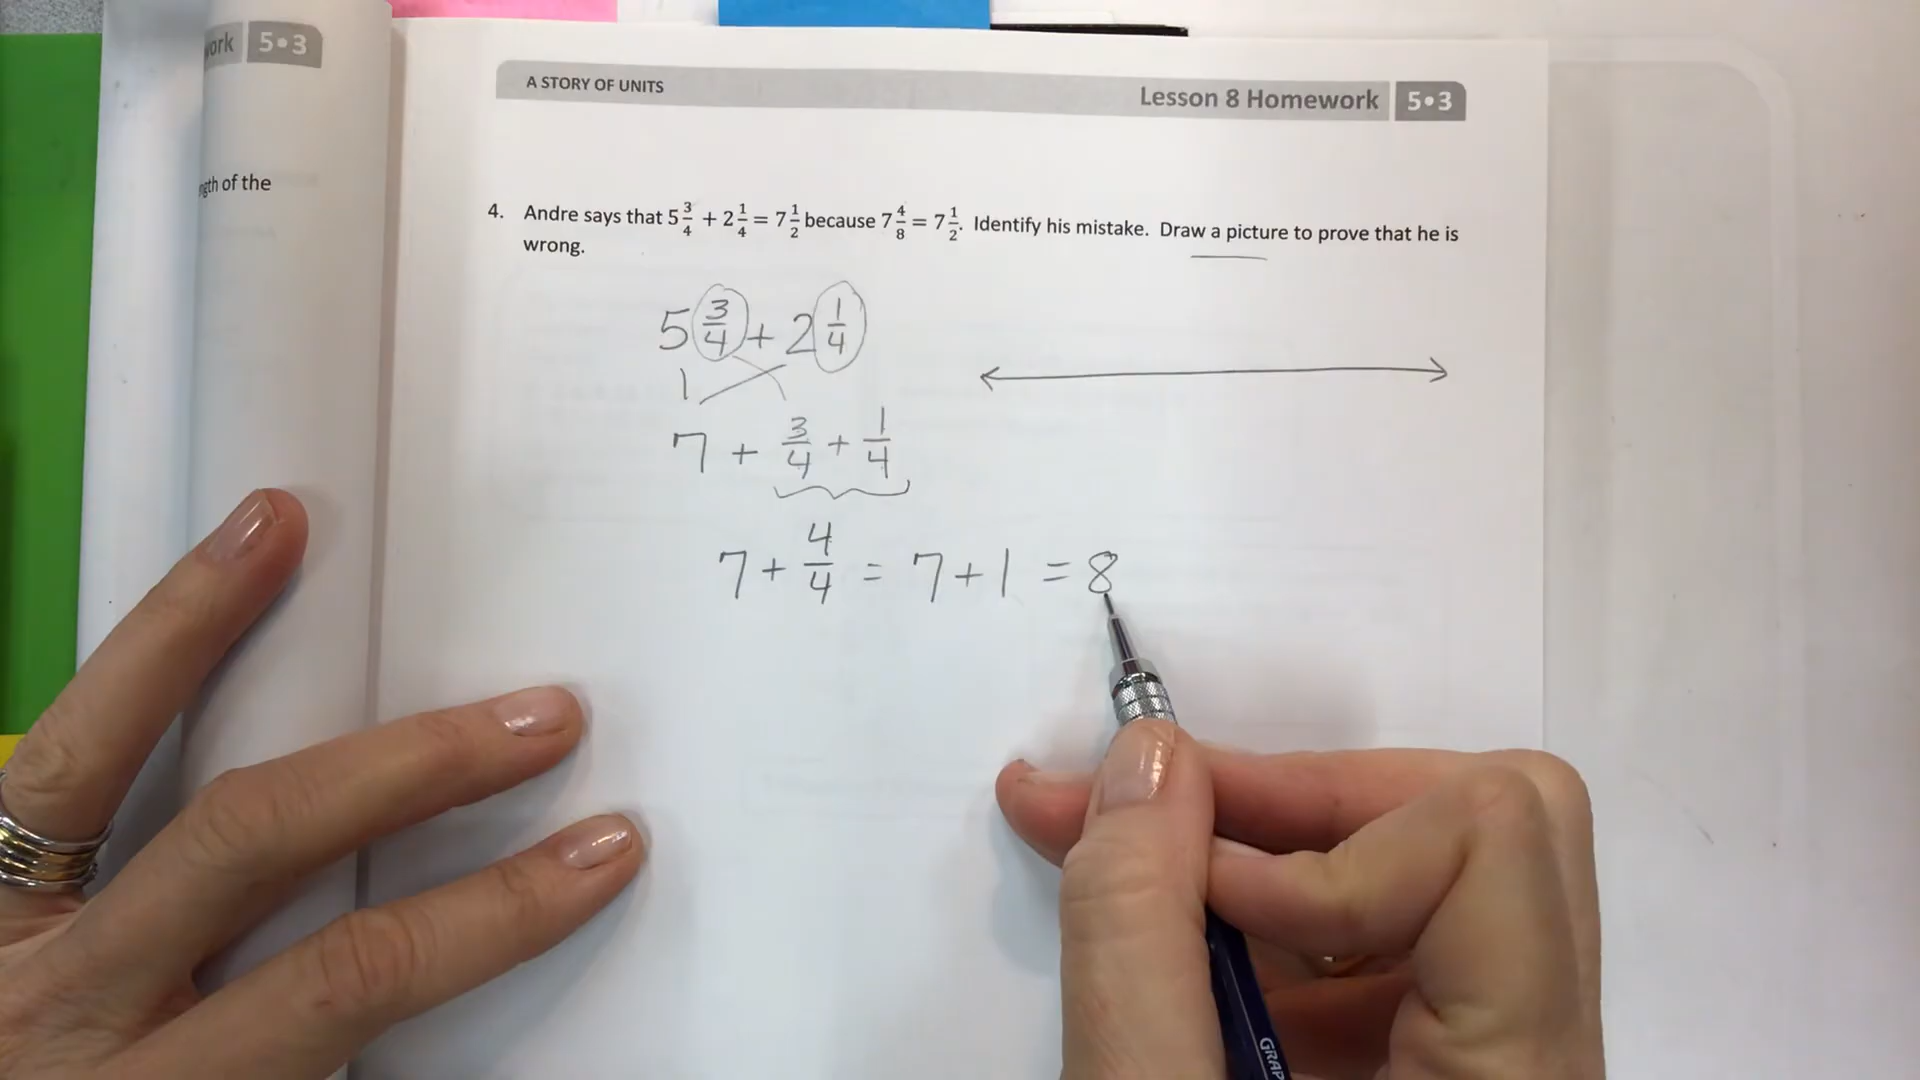 ork 5•3
gth of the
A STORY OF UNITS
Lesson 8 Homework 5•3
4. Andre says that 5 3/4 + 2 1/4 = 7 1/2 because 7 4/8 = 7 1/2. Identify his mistake. Draw a picture to prove that he is
wrong.
5 3/4 + 2 1/4
1
7 + 3/4 + 1/4
7 + 4/4 = 7 + 1 = 8
GRAP